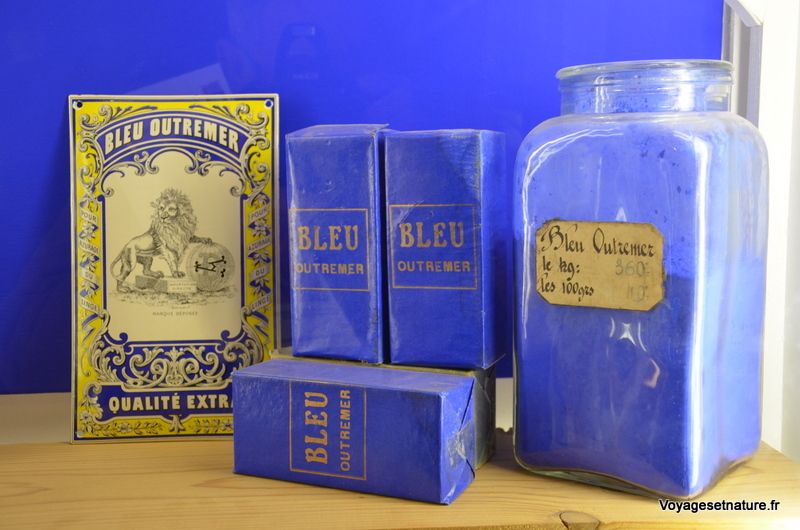 BLEU OUTREMER
POUR
L'AZURAGE
DU
LINGE
POUR
L'AZURAGE
DU
LINGE
MARQUE DÉPOSÉE
QUALITÉ EXTRA
BLEU
OUTREMER
BLEU
OUTREMER
BLEU
OUTREMER
Bleu Outremer
le kg: 360
les 100grs
Voyagesetnature.fr